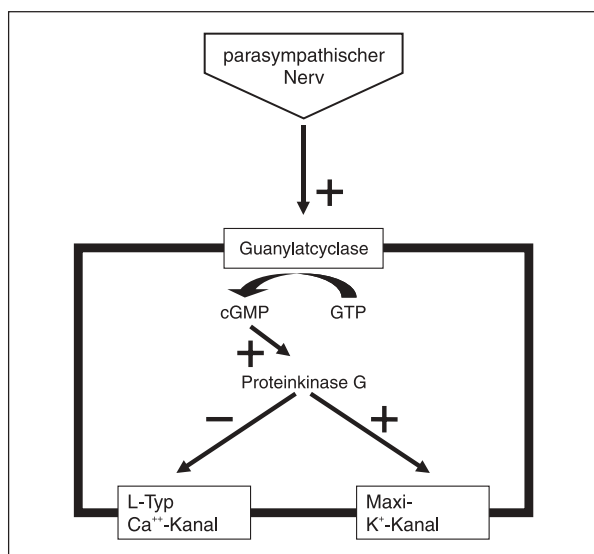 parasympathischer
Nerv
+
Guanylatcyclase
cGMP
GTP
+
Proteinkinase G
−
+
L-Typ
Ca⁺⁺-Kanal
Maxi-
K⁺-Kanal